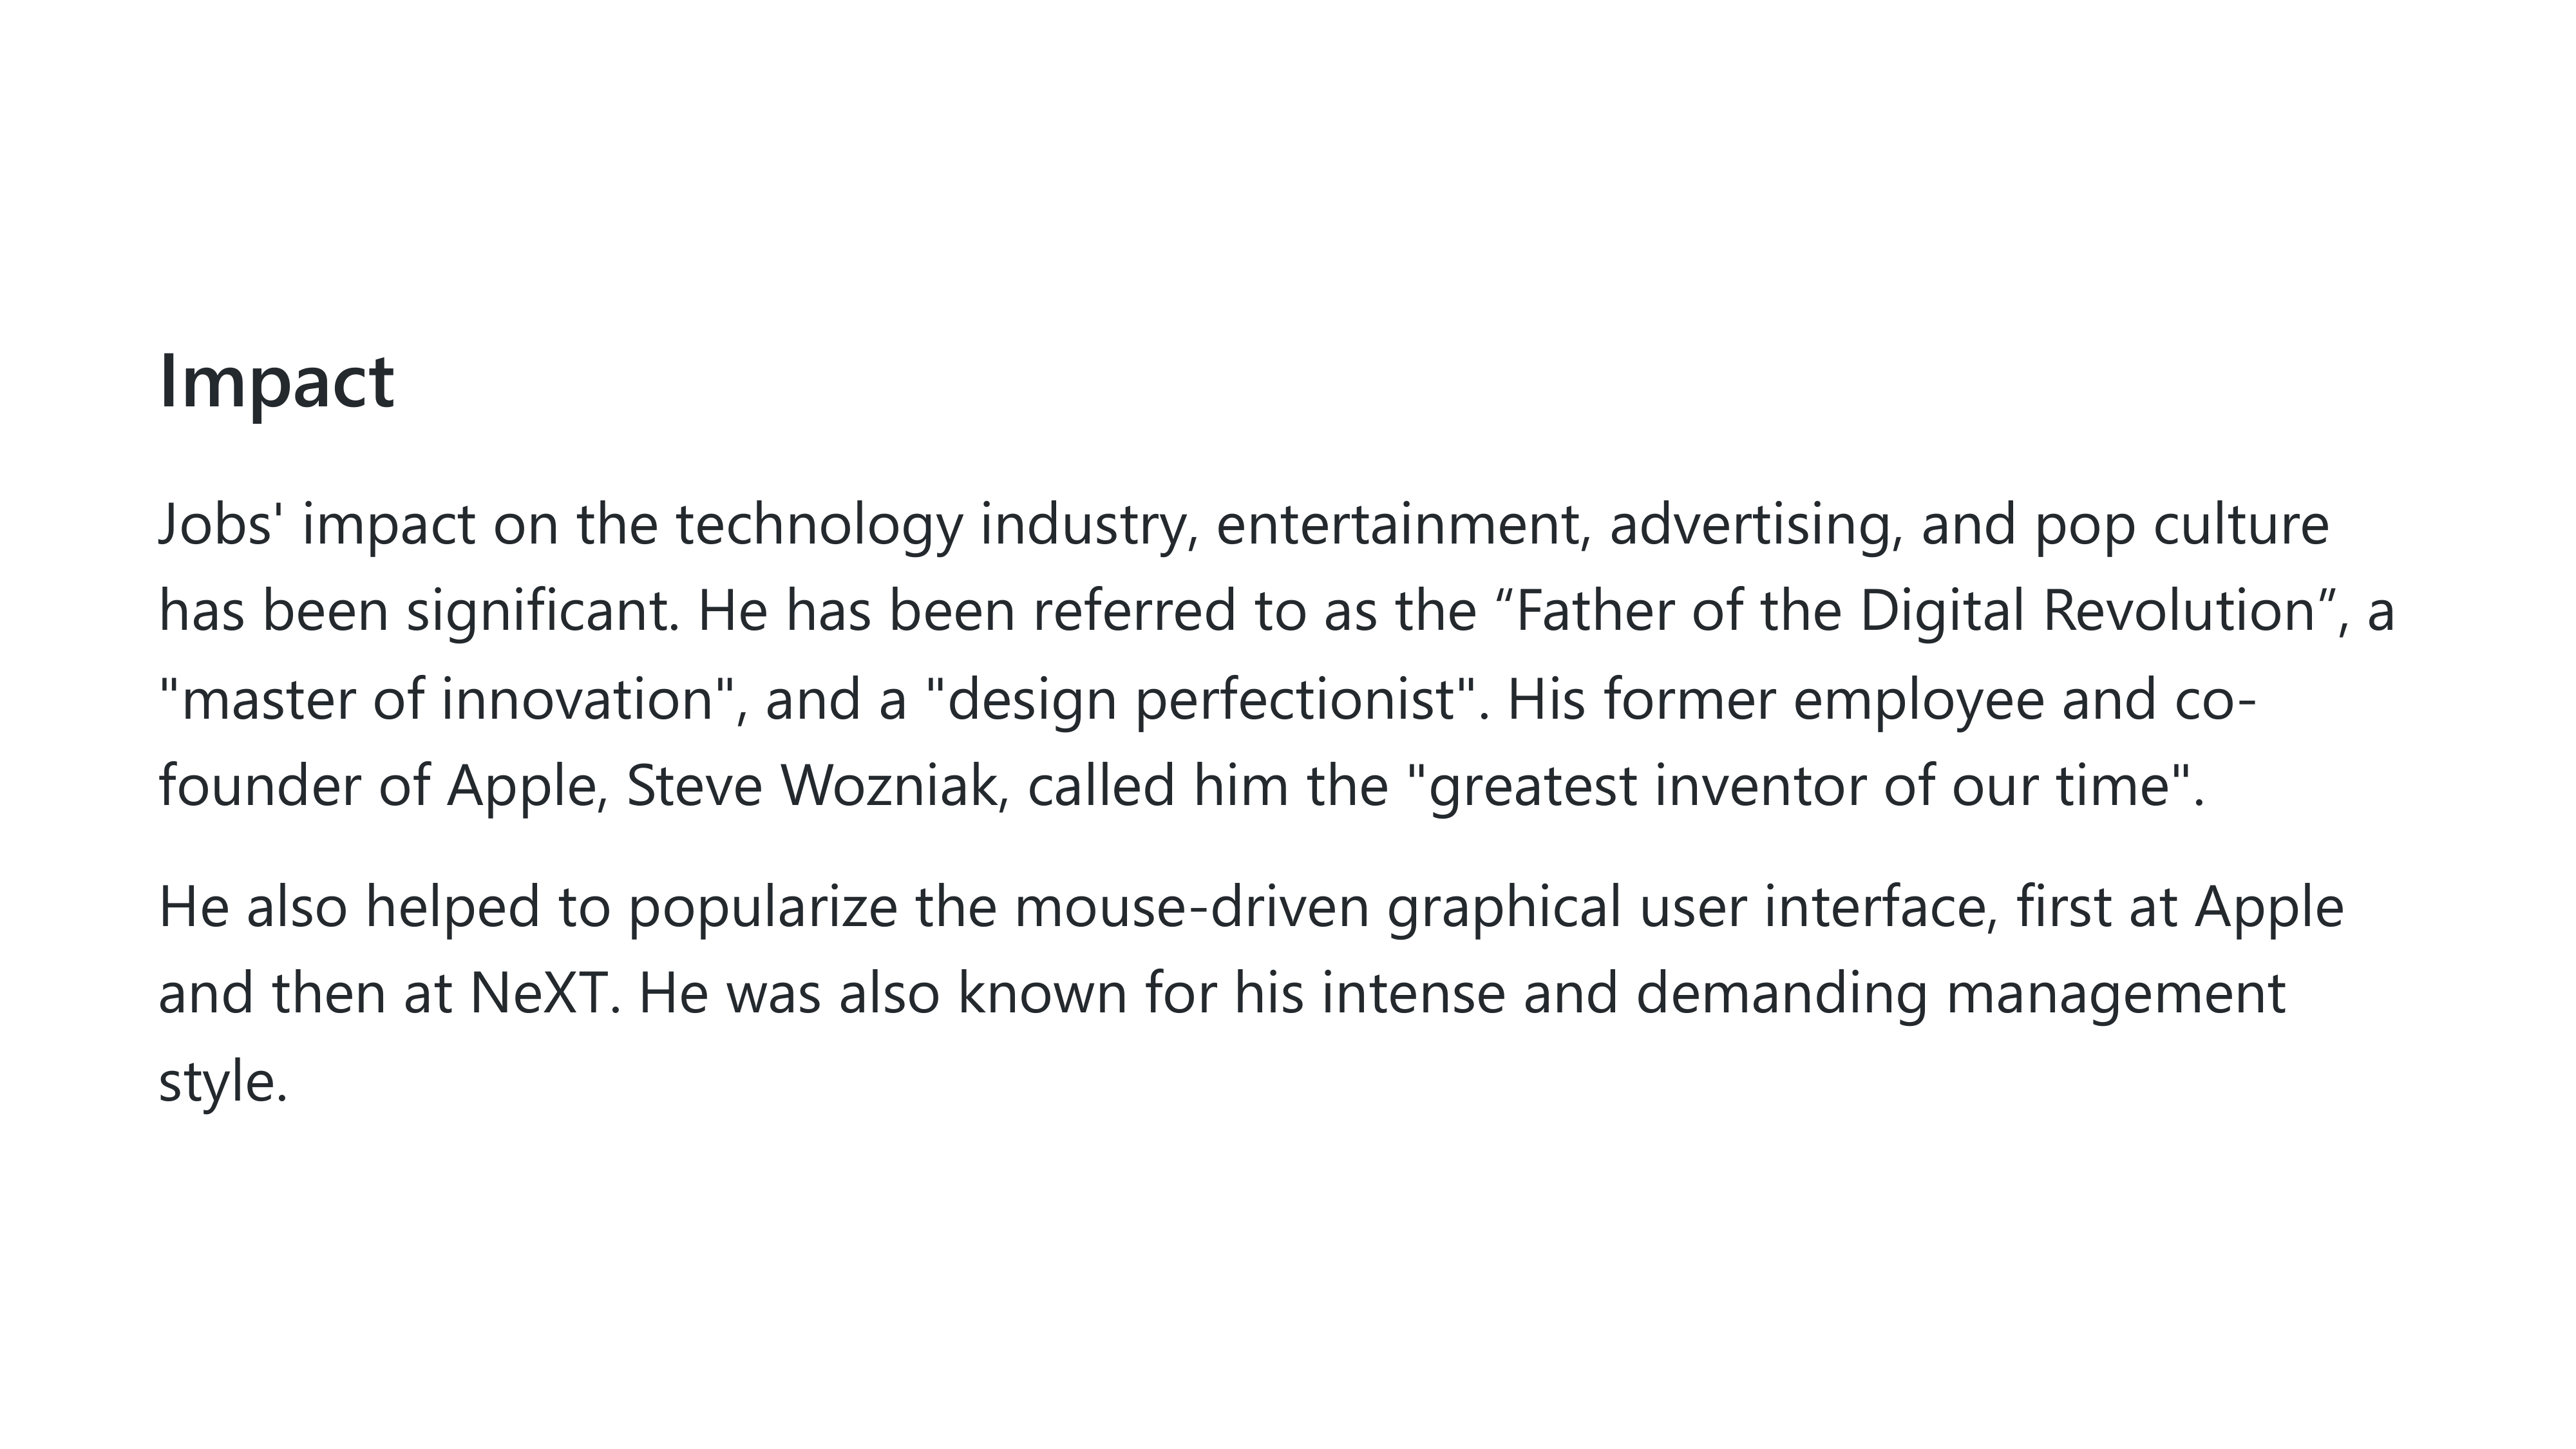 Impact
Jobs' impact on the technology industry, entertainment, advertising, and pop culture
has been significant. He has been referred to as the “Father of the Digital Revolution”, a
"master of innovation", and a "design perfectionist". His former employee and co-
founder of Apple, Steve Wozniak, called him the "greatest inventor of our time".
He also helped to popularize the mouse-driven graphical user interface, first at Apple
and then at NeXT. He was also known for his intense and demanding management
style.